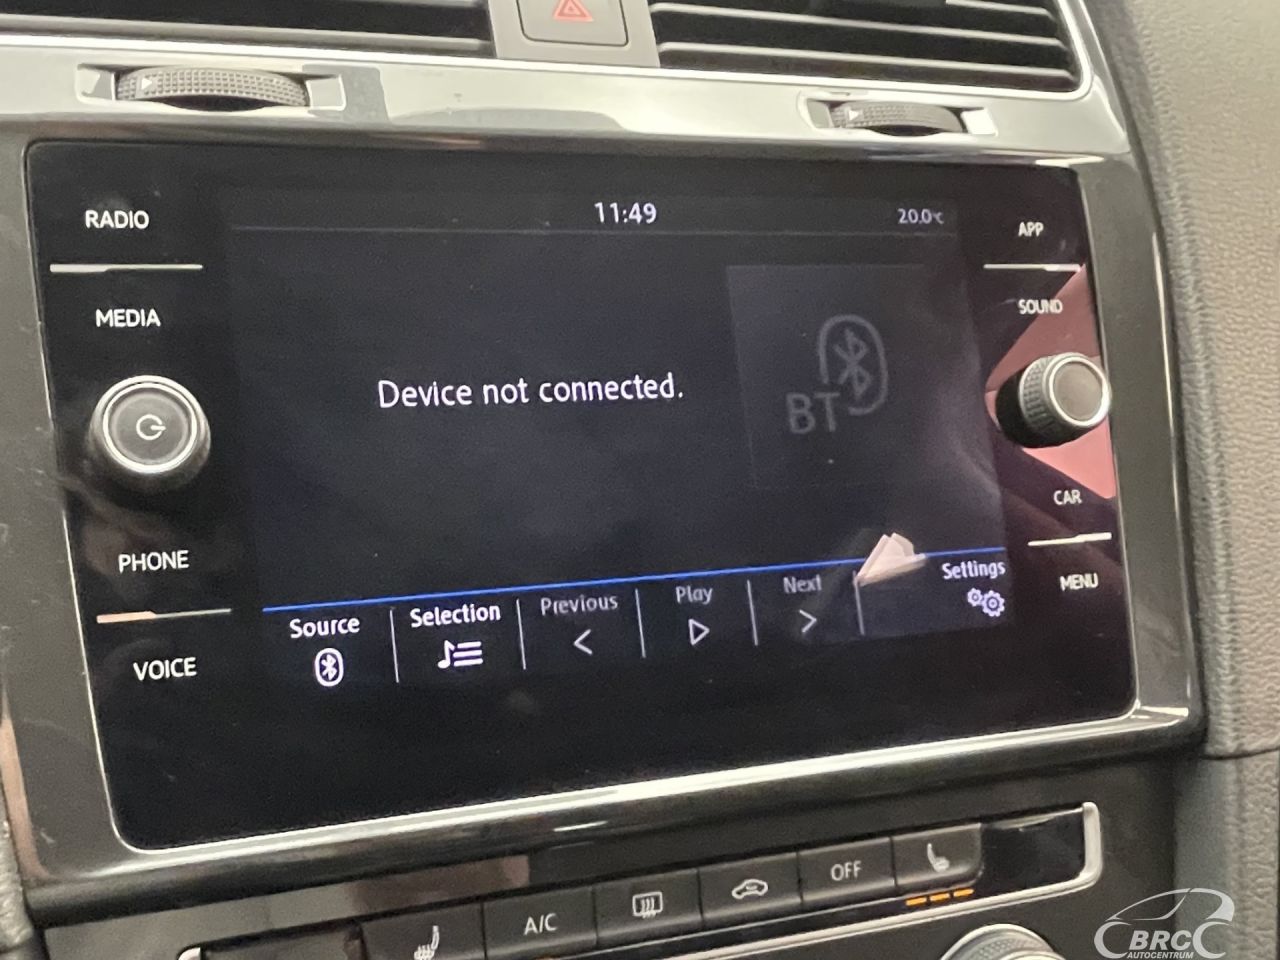 RADIO
MEDIA
PHONE
VOICE
11:49
20.0°C
Device not connected.
BT
Source
Selection
Previous
Play
Next
Settings
APP
SOUND
CAR
MENU
A/C
OFF
BRC
AUTOCENTRUM